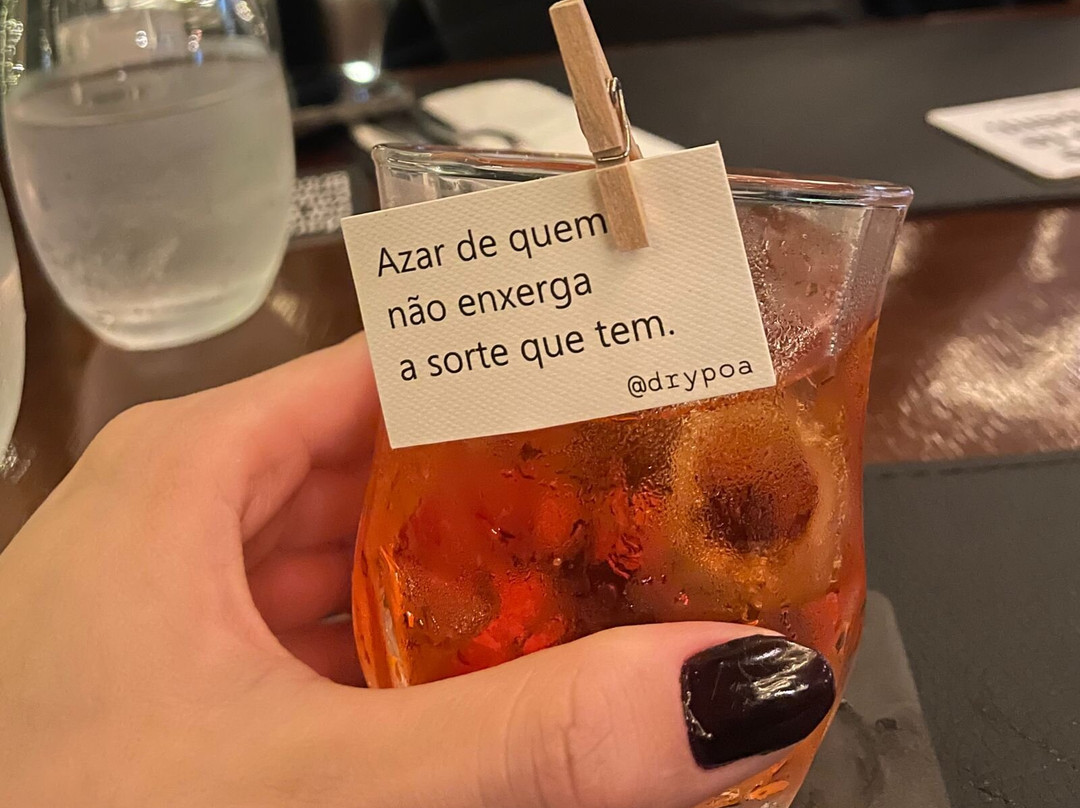 Azar de quem
não enxerga
a sorte que tem.
@drypoa